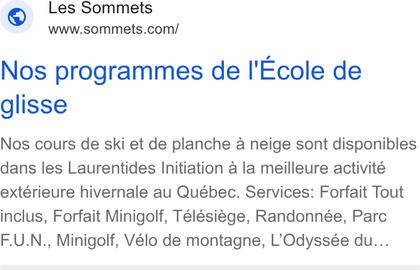 Les Sommets
www.sommets.com/
Nos programmes de l'École de
glisse
Nos cours de ski et de planche à neige sont disponibles
dans les Laurentides Initiation à la meilleure activité
extérieure hivernale au Québec. Services: Forfait Tout
inclus, Forfait Minigolf, Télésiège, Randonnée, Parc
F.U.N., Minigolf, Vélo de montagne, L’Odyssée du…